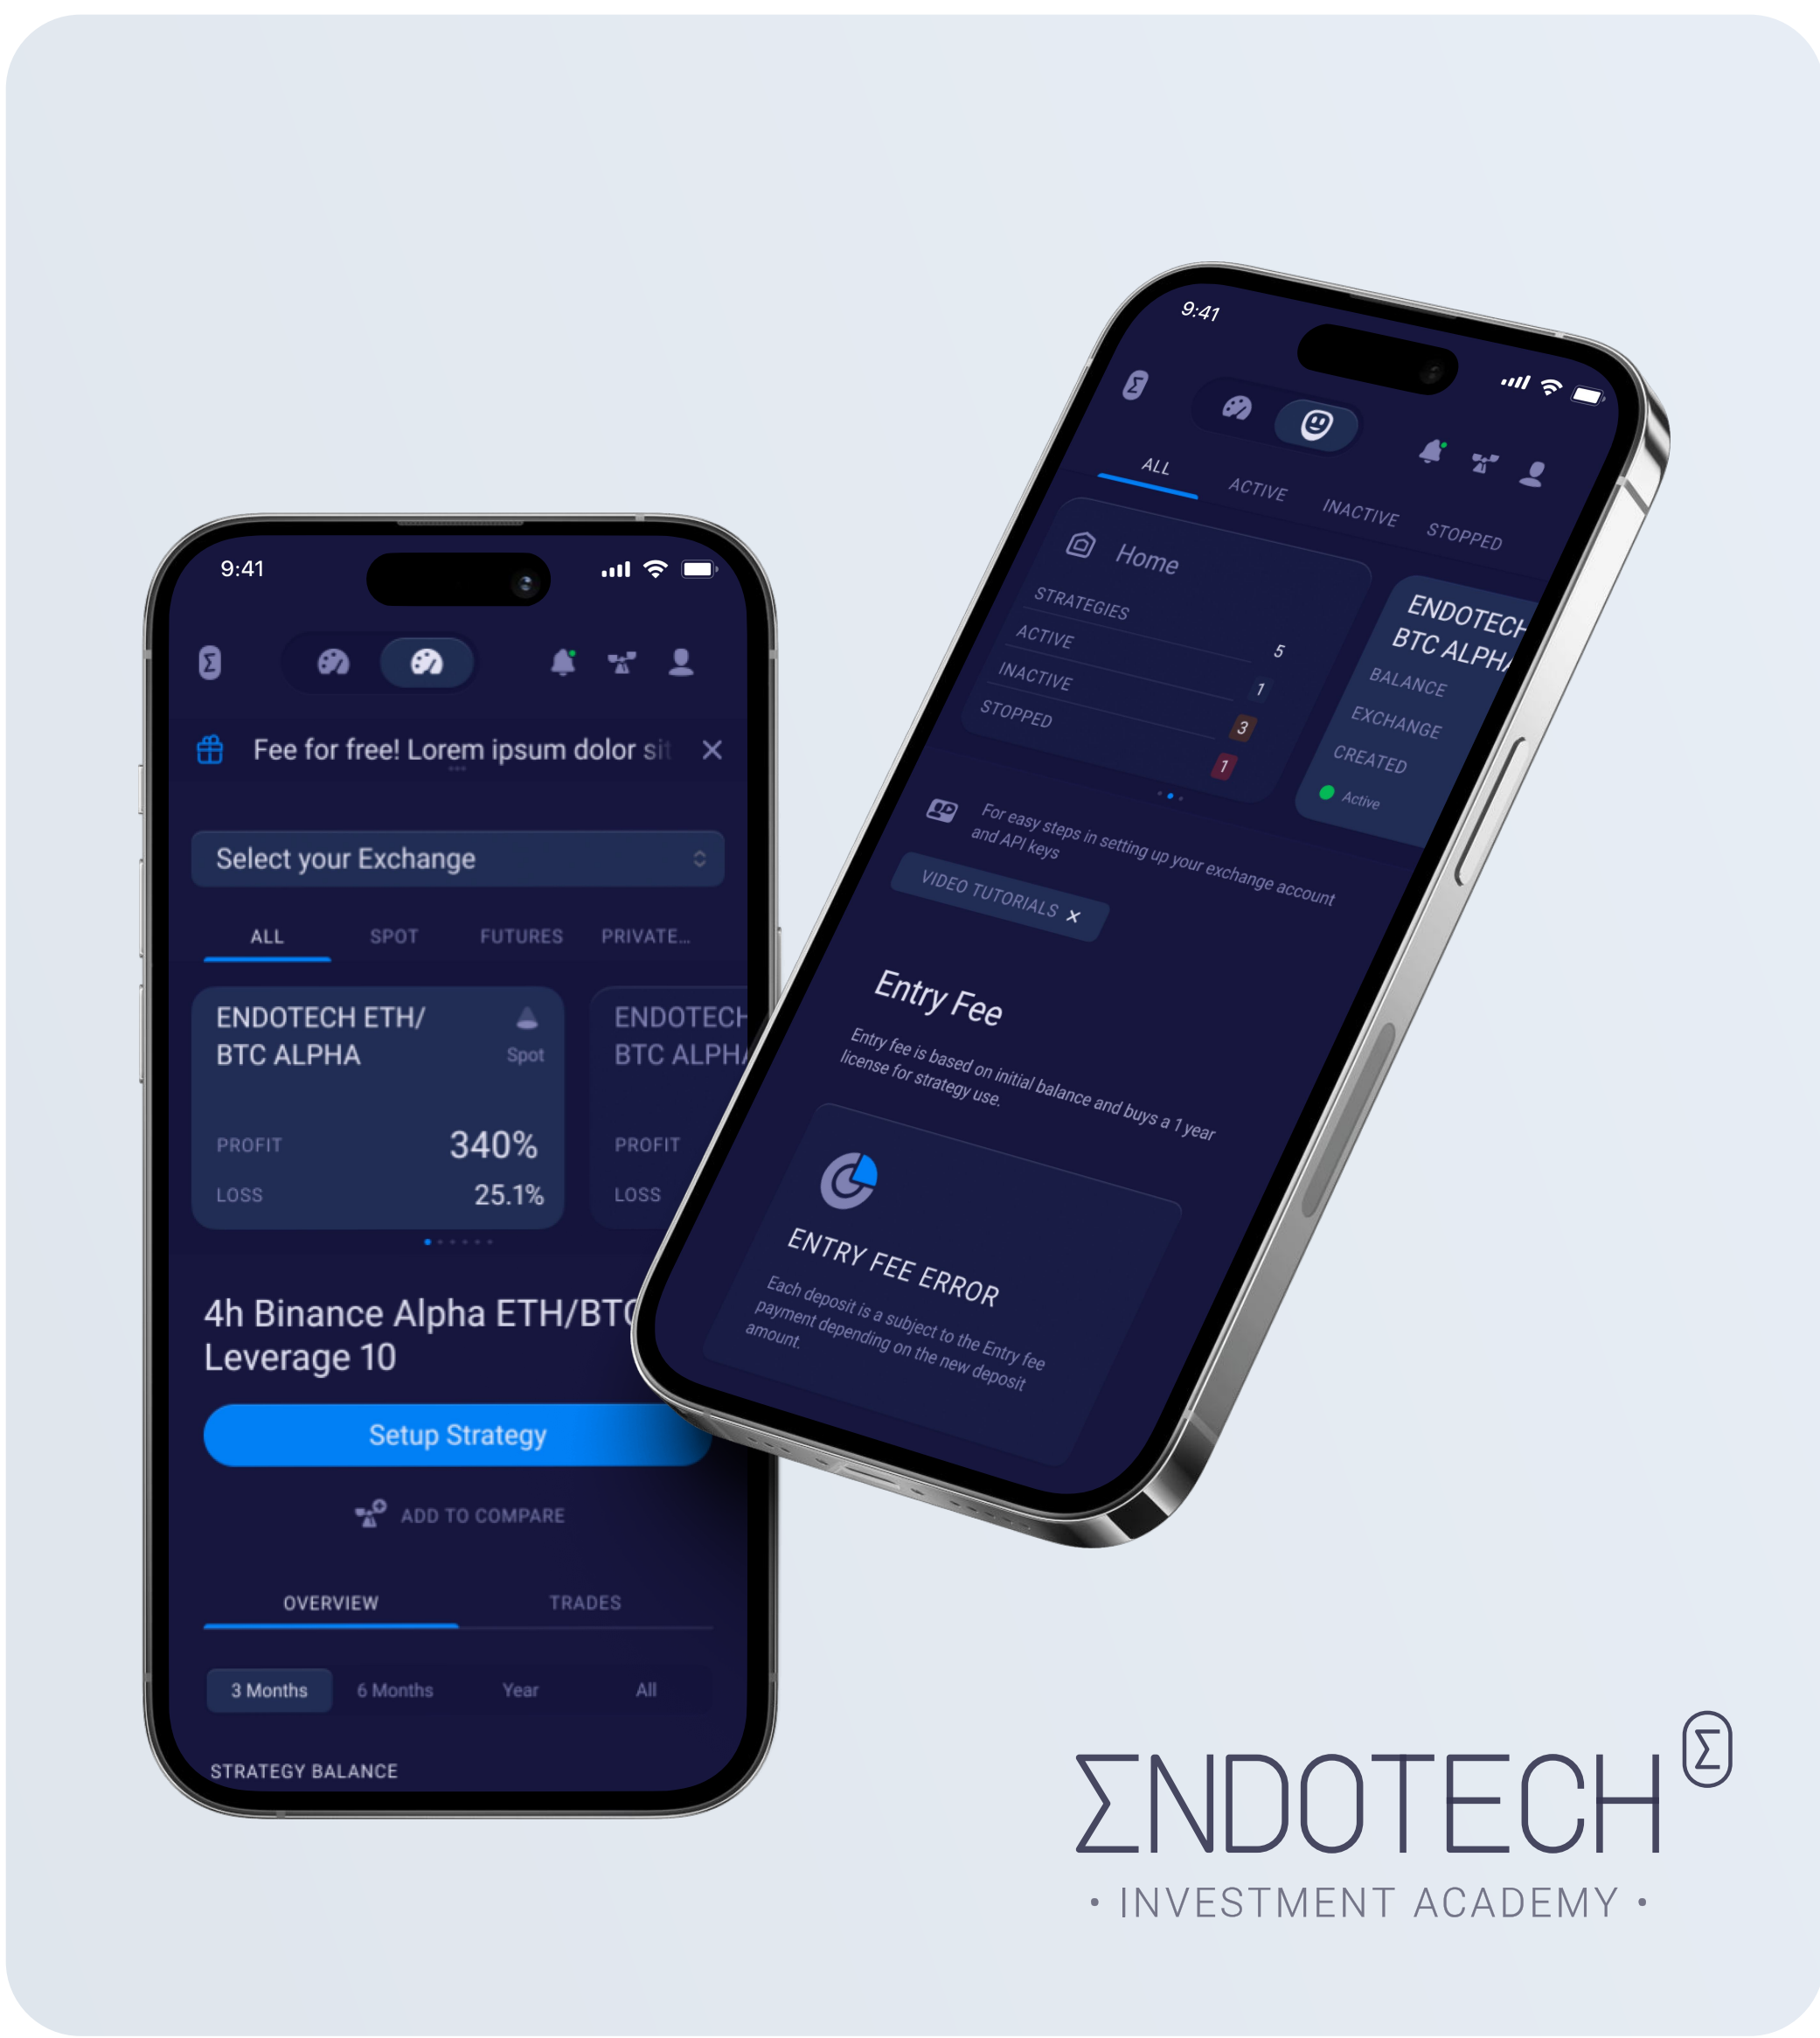 9:41
Fee for free! Lorem ipsum dolor sit
Select your Exchange
ALL SPOT FUTURES PRIVATE...
ENDOTECH ETH/
BTC ALPHA
Spot
PROFIT 340%
LOSS 25.1%
ENDOTECH
BTC ALPHA
PROFIT
LOSS
4h Binance Alpha ETH/BTC
Leverage 10
Setup Strategy
ADD TO COMPARE
OVERVIEW TRADES
3 Months 6 Months Year All
STRATEGY BALANCE
9:41
ALL ACTIVE INACTIVE STOPPED
Home
STRATEGIES 5
ACTIVE 1
INACTIVE 3
STOPPED 1
ENDOTECH
BTC ALPHA
BALANCE
EXCHANGE
CREATED
Active
For easy steps in setting up your exchange account
and API keys
VIDEO TUTORIALS
Entry Fee
Entry fee is based on initial balance and buys a 1 year
license for strategy use.
ENTRY FEE ERROR
Each deposit is a subject to the Entry fee
payment depending on the new deposit
amount.
ΣNDOTECH Σ
• INVESTMENT ACADEMY •